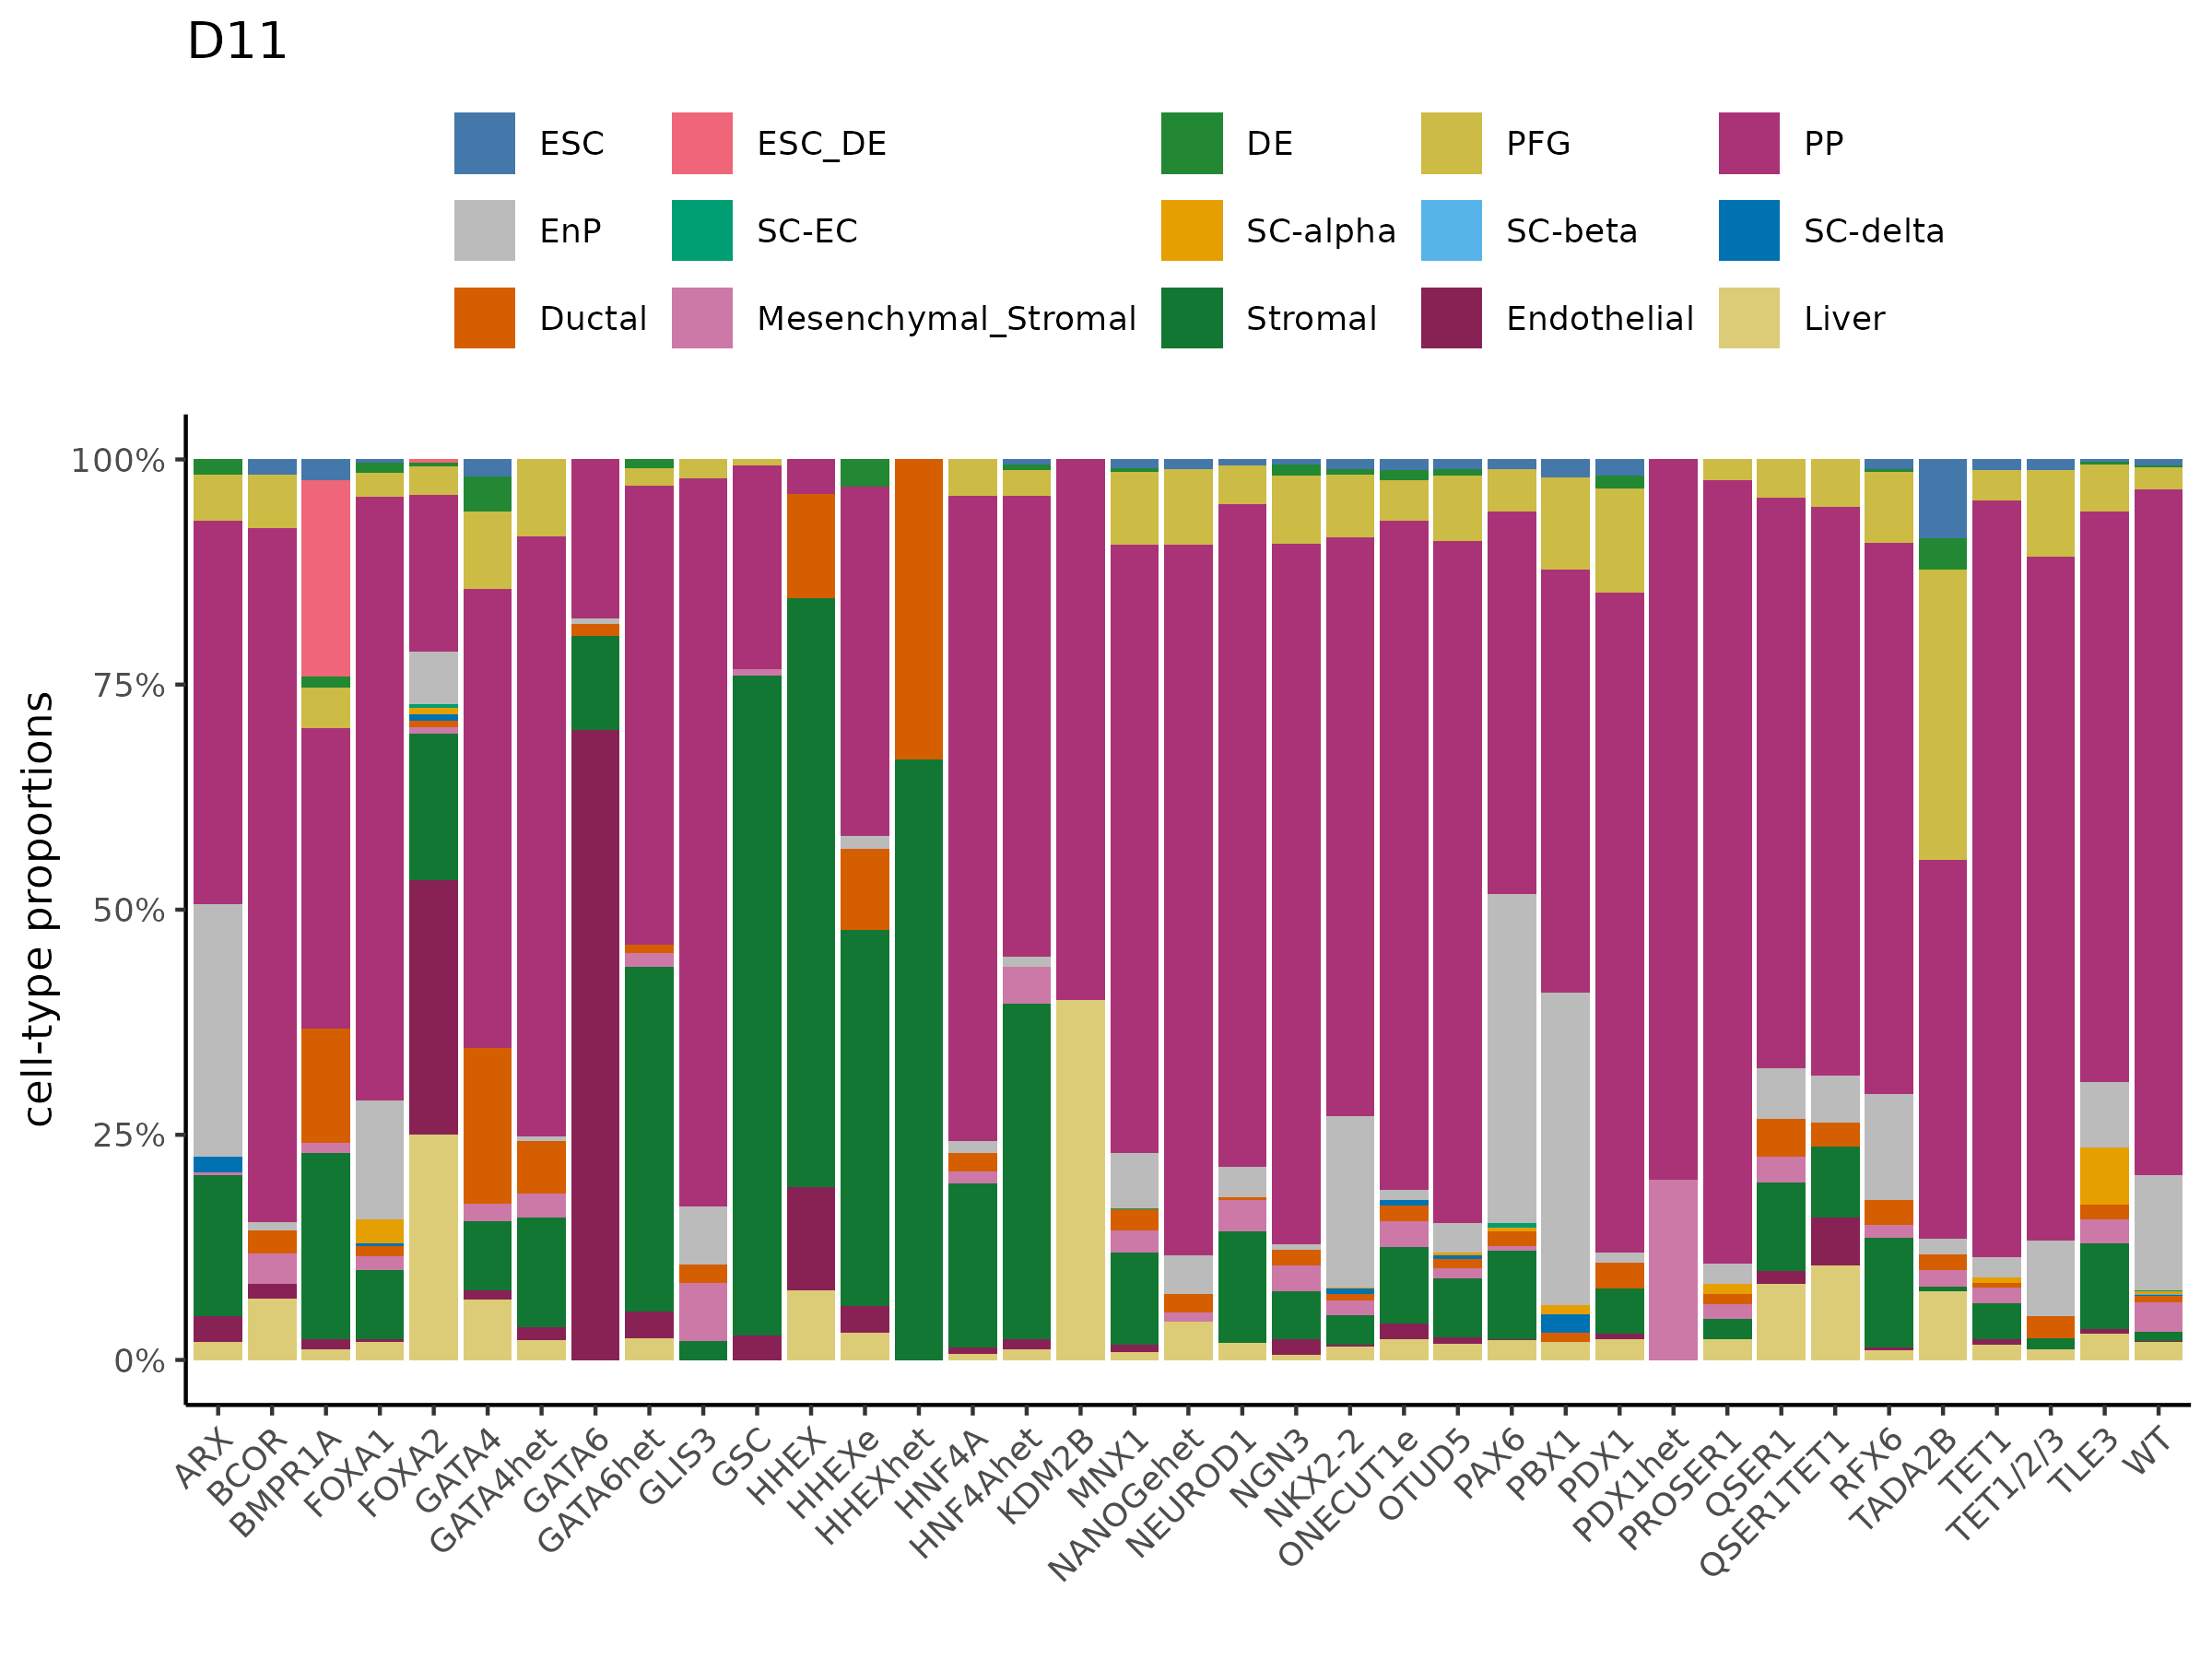 D11
ESC ESC_DE DE PFG PP
EnP SC-EC SC-alpha SC-beta SC-delta
Ductal Mesenchymal_Stromal Stromal Endothelial Liver
cell-type proportions
100%
75%
50%
25%
0%
ARX BCOR BMPR1A FOXA1 FOXA2 GATA4 GATA4het GATA6 GATA6het GLIS3 GSC HHEX HHEXe HHEXhet HNF4A HNF4Ahet KDM2B MNX1 NANOGehet NEUROD1 NGN3 NKX2-2 ONECUT1e OTUD5 PAX6 PBX1 PDX1 PDX1het PROSER1 QSER1 QSER1TET1 RFX6 TADA2B TET1 TET1/2/3 TLE3 WT